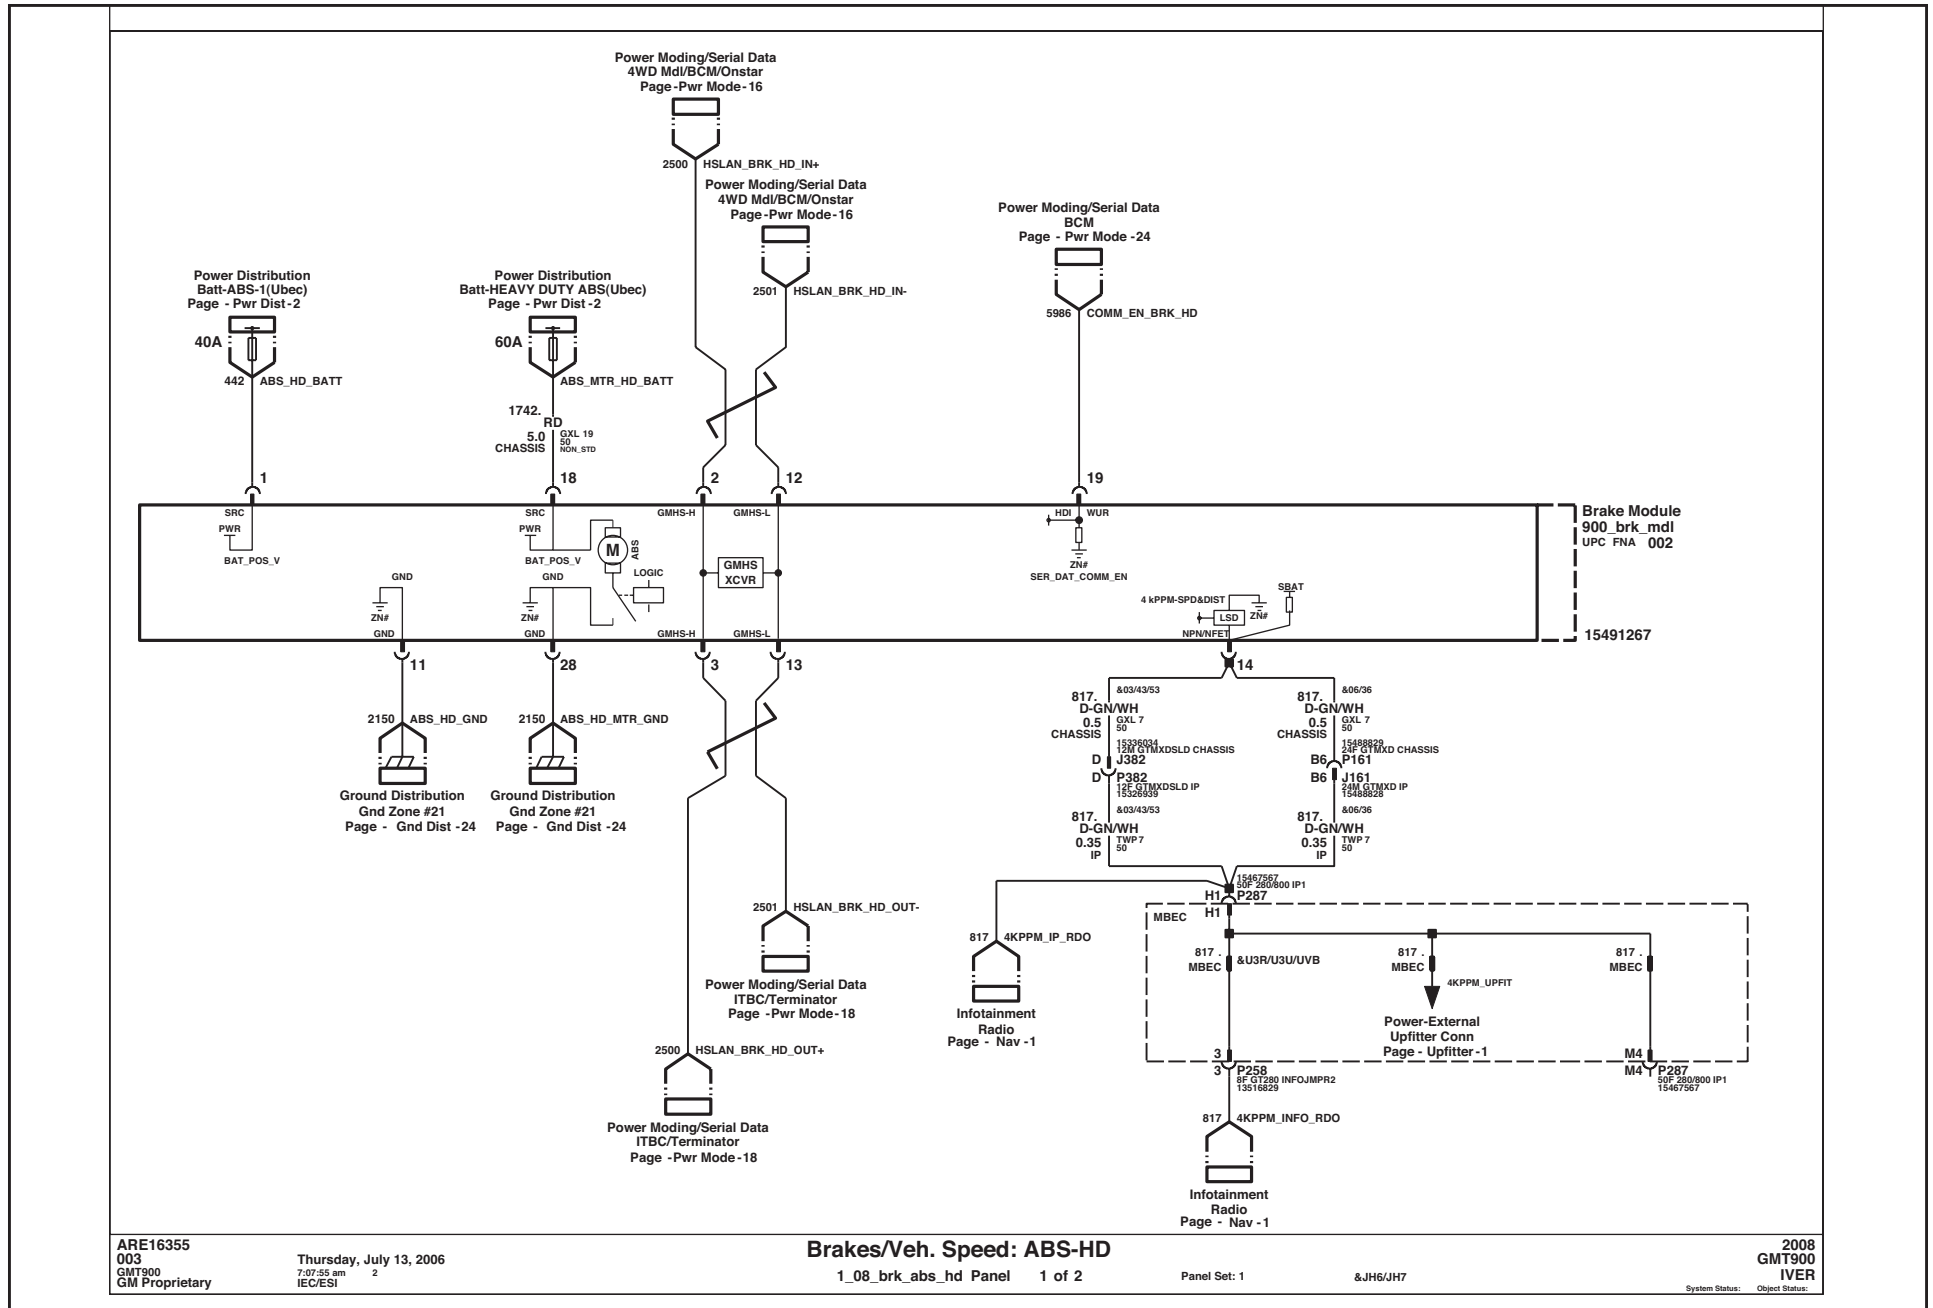 Power Moding/Serial Data
4WD Mdl/BCM/Onstar
Page -Pwr Mode-16
2500 HSLAN_BRK_HD_IN+
Power Moding/Serial Data
4WD Mdl/BCM/Onstar
Page -Pwr Mode-16
2501 HSLAN_BRK_HD_IN-
Power Moding/Serial Data
BCM
Page - Pwr Mode -24
5986 COMM_EN_BRK_HD
Power Distribution
Batt-ABS-1(Ubec)
Page - Pwr Dist-2
40A
442 ABS_HD_BATT
Power Distribution
Batt-HEAVY DUTY ABS(Ubec)
Page - Pwr Dist-2
60A
ABS_MTR_HD_BATT
1742.
RD
5.0 GXL 19
50
CHASSIS NON_STD
1
18
2
12
19
SRC
PWR
BAT_POS_V
SRC
PWR
BAT_POS_V
M
ABS
LOGIC
GMHS-H
GMHS-L
GMHS
XCVR
HDI WUR
ZN#
SER_DAT_COMM_EN
SBAT
4 kPPM-SPD&DIST
LSD
ZN#
NPN/NFET
GND
ZN#
GND
GND
ZN#
GND
GMHS-H
GMHS-L
Brake Module
900_brk_mdl
UPC FNA 002
15491267
11
28
3
13
14
2150 ABS_HD_GND
Ground Distribution
Gnd Zone #21
Page - Gnd Dist -24
2150 ABS_HD_MTR_GND
Ground Distribution
Gnd Zone #21
Page - Gnd Dist -24
&03/43/53
817.
D-GN/WH
0.5 GXL 7
50
CHASSIS
15336034
12M GTMXDSLD CHASSIS
D J382
D P382
12F GTMXDSLD IP
15326939
&03/43/53
817.
D-GN/WH
0.35 TWP 7
50
IP
&06/36
817.
D-GN/WH
0.5 GXL 7
50
CHASSIS
15488829
24F GTMXD CHASSIS
B6 P161
B6 J161
24M GTMXD IP
15488828
&06/36
817.
D-GN/WH
0.35 TWP 7
50
IP
15467567
50F 280/800 IP1
H1 P287
H1
MBEC
817 .
MBEC
&U3R/U3U/UVB
817 .
MBEC
4KPPM_UPFIT
Power-External
Upfitter Conn
Page - Upfitter-1
817 .
MBEC
3
3 P258
8F GT280 INFOJMPR2
13516829
M4
M4 P287
50F 280/800 IP1
15467567
817 4KPPM_IP_RDO
Infotainment
Radio
Page - Nav -1
817 4KPPM_INFO_RDO
Infotainment
Radio
Page - Nav -1
2501 HSLAN_BRK_HD_OUT-
Power Moding/Serial Data
ITBC/Terminator
Page -Pwr Mode-18
2500 HSLAN_BRK_HD_OUT+
Power Moding/Serial Data
ITBC/Terminator
Page -Pwr Mode-18
ARE16355
003
GMT900
GM Proprietary
Thursday, July 13, 2006
7:07:55 am 2
IEC/ESI
Brakes/Veh. Speed: ABS-HD
1_08_brk_abs_hd Panel 1 of 2
Panel Set: 1
&JH6/JH7
2008
GMT900
IVER
System Status: Object Status: